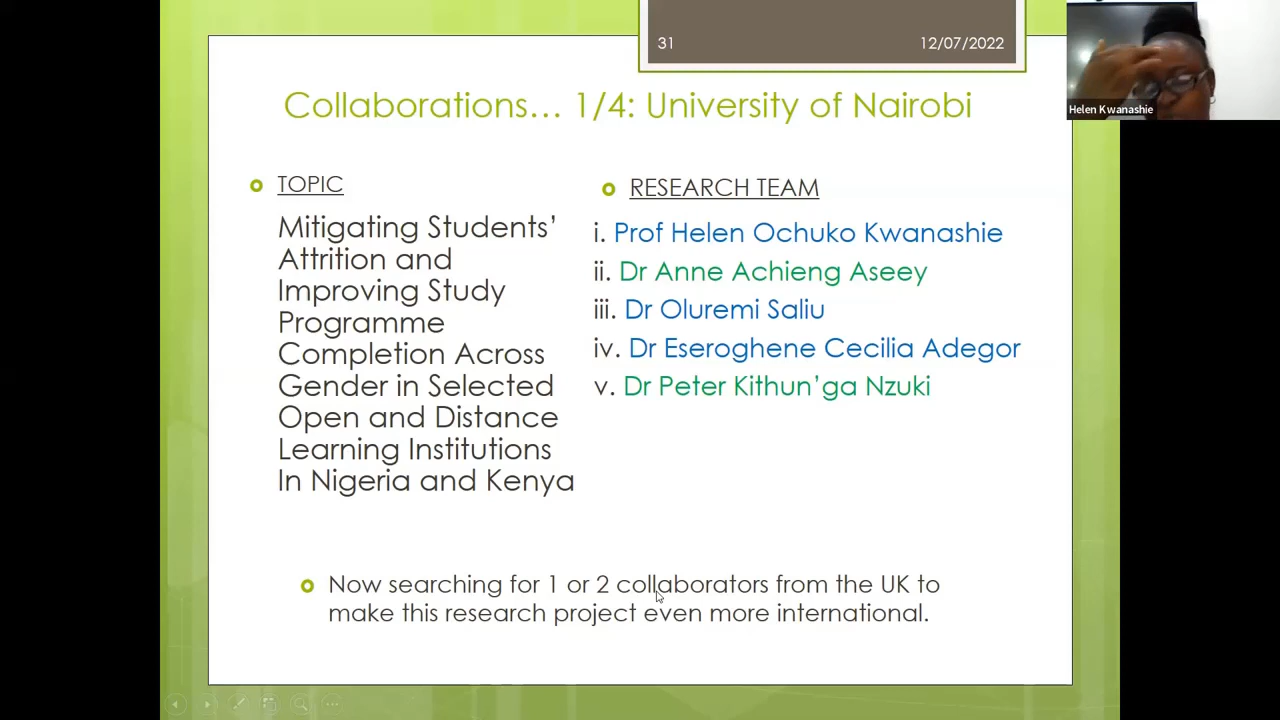 31
12/07/2022
Helen Kwanashie
Collaborations... 1/4: University of Nairobi
TOPIC
Mitigating Students’
Attrition and
Improving Study
Programme
Completion Across
Gender in Selected
Open and Distance
Learning Institutions
In Nigeria and Kenya
RESEARCH TEAM
i. Prof Helen Ochuko Kwanashie
ii. Dr Anne Achieng Aseey
iii. Dr Oluremi Saliu
iv. Dr Eseroghene Cecilia Adegor
v. Dr Peter Kithun’ga Nzuki
Now searching for 1 or 2 collaborators from the UK to
make this research project even more international.